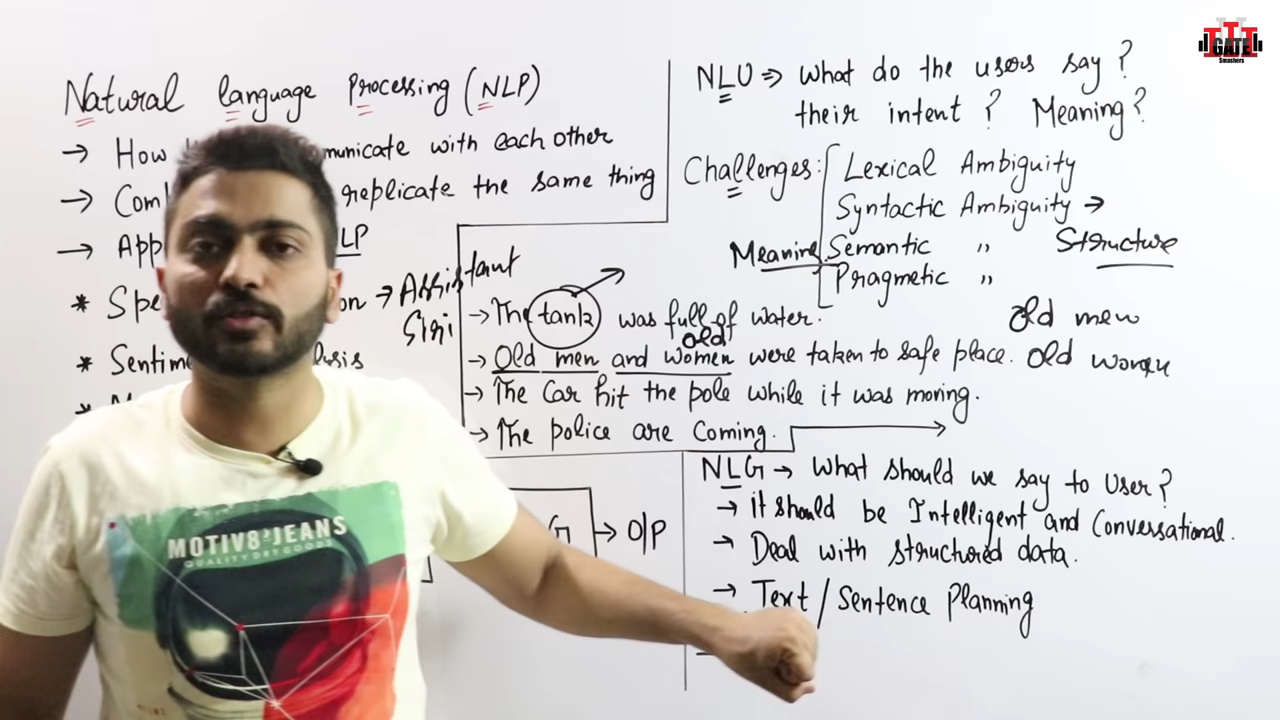 Natural language Processing (NLP)
→ How municate with each other
→ Com replicate the same thing
→ App LP
* Spe on → Assistant
Siri
* Sentim lysis
*
NLU ⇒ What do the users say?
their intent? Meaning?
Challenges: Lexical Ambiguity
Syntactic Ambiguity →
Structure
Meaning Semantic "
Pragmetic "
→ The tank was full of water.
Old men
old
→ Old men and women were taken to safe place. Old women
→ The Car hit the pole while it was moving.
→ The police are Coming.
G → O/P
NLG → What should we say to User?
→ it should be Intelligent and Conversational.
→ Deal with structured data.
→ Text / Sentence Planning
MOTIV8 JEANS
QUALITY DRY GOODS
GATE
Smashers